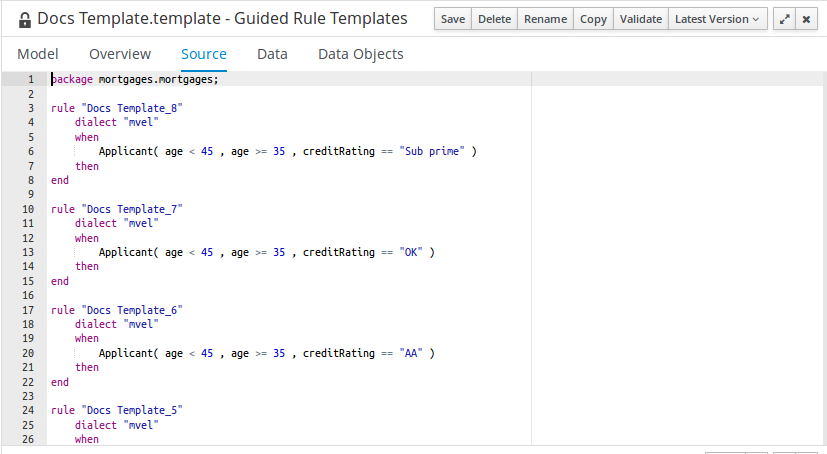 Docs Template.template - Guided Rule Templates Save Delete Rename Copy Validate Latest Version
Model Overview Source Data Data Objects
1 package mortgages.mortgages;
2
3 rule "Docs Template_8"
4 dialect "mvel"
5 when
6 Applicant( age < 45 , age >= 35 , creditRating == "Sub prime" )
7 then
8 end
9
10 rule "Docs Template_7"
11 dialect "mvel"
12 when
13 Applicant( age < 45 , age >= 35 , creditRating == "OK" )
14 then
15 end
16
17 rule "Docs Template_6"
18 dialect "mvel"
19 when
20 Applicant( age < 45 , age >= 35 , creditRating == "AA" )
21 then
22 end
23
24 rule "Docs Template_5"
25 dialect "mvel"
26 when